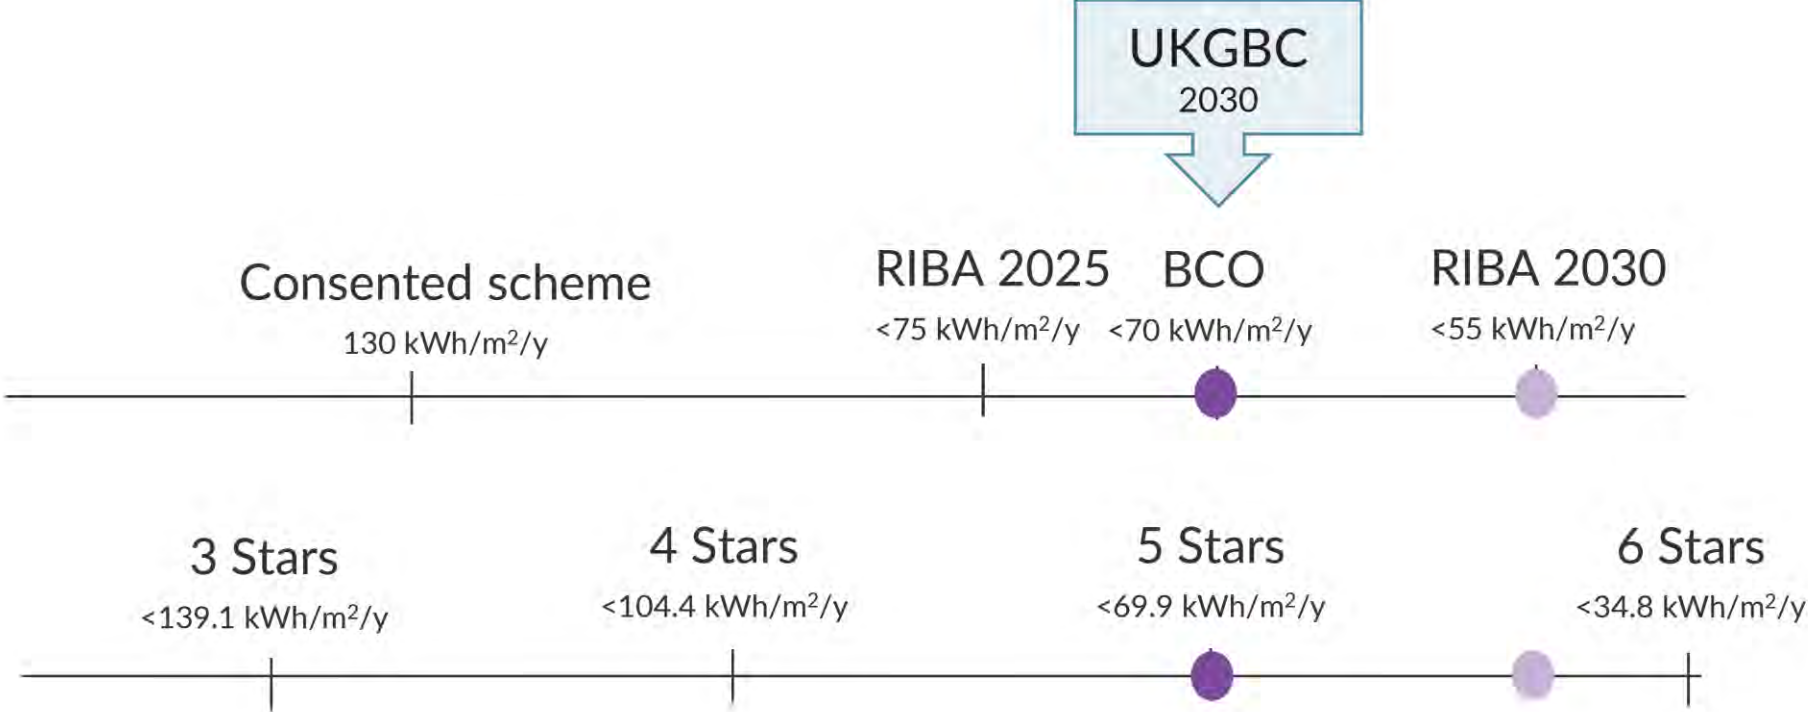 UKGBC
2030
Consented scheme
130 kWh/m²/y
RIBA 2025
<75 kWh/m²/y
BCO
<70 kWh/m²/y
RIBA 2030
<55 kWh/m²/y
3 Stars
<139.1 kWh/m²/y
4 Stars
<104.4 kWh/m²/y
5 Stars
<69.9 kWh/m²/y
6 Stars
<34.8 kWh/m²/y